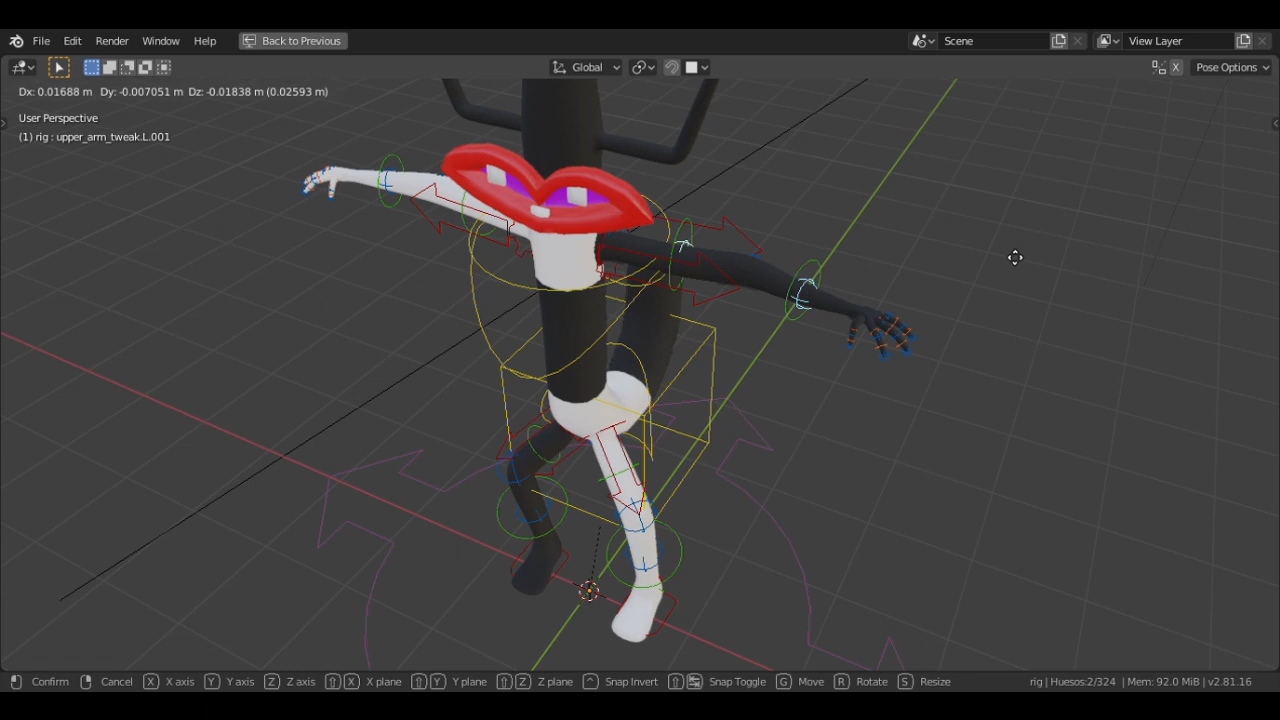 File Edit Render Window Help Back to Previous Scene View Layer
Global X Pose Options
Dx: 0.01688 m Dy: -0.007051 m Dz: -0.01838 m (0.02593 m)
User Perspective
(1) rig : upper_arm_tweak.L.001
Confirm Cancel X X axis Y Y axis Z Z axis X X plane Y Y plane Z Z plane Snap Invert Snap Toggle G Move R Rotate S Resize rig | Huesos:2/324 | Mem: 92.0 MiB | v2.81.16